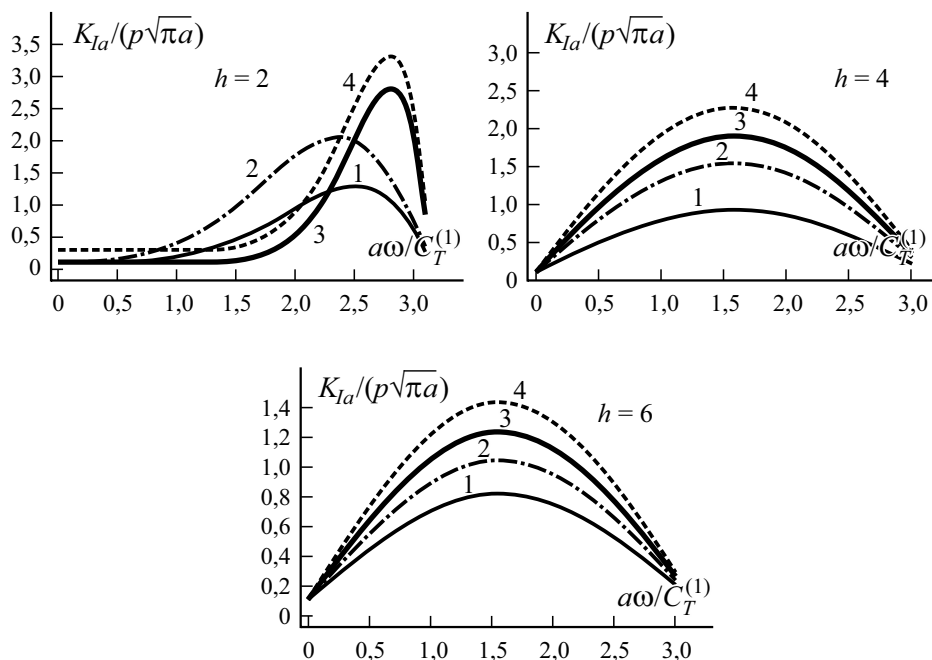 K_{Ia}/(p√πa)
h = 2
3,5
3,0
2,5
2,0
1,5
1,0
0,5
0
4
2
1
3
aω/C_T^{(1)}
0 0,5 1,0 1,5 2,0 2,5 3,0
K_{Ia}/(p√πa)
h = 4
3,0
2,5
2,0
1,5
1,0
0,5
0
4
3
2
1
aω/C_T^{(1)}
0 0,5 1,0 1,5 2,0 2,5 3,0
K_{Ia}/(p√πa)
h = 6
1,4
1,2
1,0
0,8
0,6
0,4
0,2
0
4
3
2
1
aω/C_T^{(1)}
0 0,5 1,0 1,5 2,0 2,5 3,0